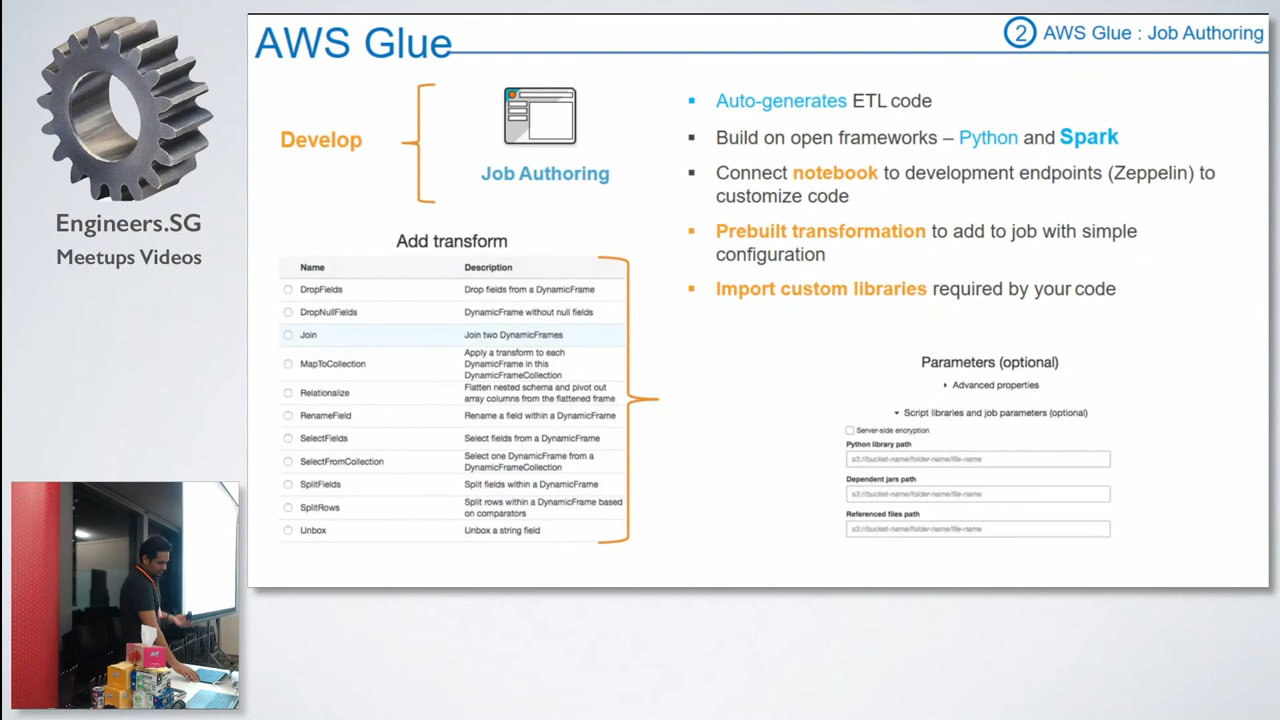 AWS Glue
2 AWS Glue : Job Authoring
Engineers.SG
Meetups Videos
Develop
Job Authoring
Add transform
Name Description
DropFields Drop fields from a DynamicFrame
DropNullFields DynamicFrame without null fields
Join Join two DynamicFrames
MapToCollection Apply a transform to each
DynamicFrame in this
DynamicFrameCollection
Relationalize Flatten nested schema and pivot out
array columns from the flattened frame
RenameField Rename a field within a DynamicFrame
SelectFields Select fields from a DynamicFrame
SelectFromCollection Select one DynamicFrame from a
DynamicFrameCollection
SplitFields Split fields within a DynamicFrame
SplitRows Split rows within a DynamicFrame based
on comparators
Unbox Unbox a string field
▪ Auto-generates ETL code
▪ Build on open frameworks – Python and Spark
▪ Connect notebook to development endpoints (Zeppelin) to
customize code
▪ Prebuilt transformation to add to job with simple
configuration
▪ Import custom libraries required by your code
Parameters (optional)
Advanced properties
Script libraries and job parameters (optional)
Server-side encryption
Python library path
s3://bucket-name/folder-name/file-name
Dependent jars path
s3://bucket-name/folder-name/file-name
Referenced files path
s3://bucket-name/folder-name/file-name